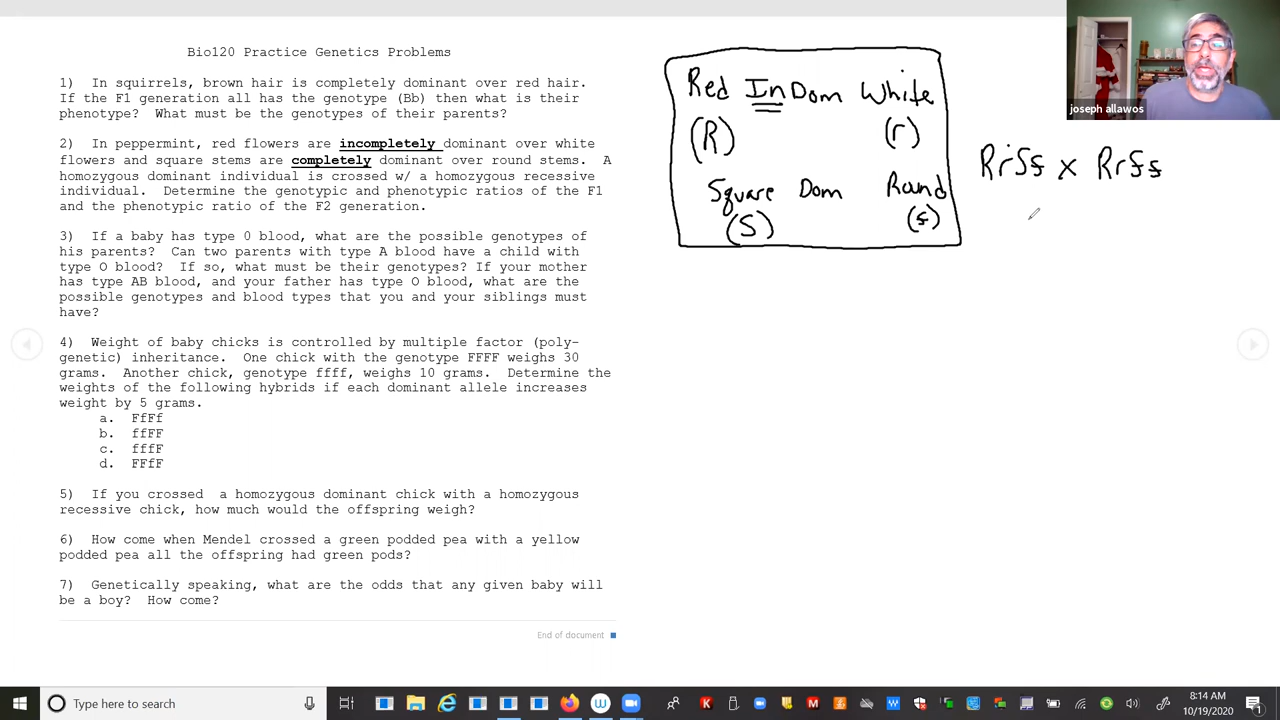 Bio120 Practice Genetics Problems
1) In squirrels, brown hair is completely dominant over red hair.
If the F1 generation all has the genotype (Bb) then what is their
phenotype? What must be the genotypes of their parents?
2) In peppermint, red flowers are incompletely dominant over white
flowers and square stems are completely dominant over round stems. A
homozygous dominant individual is crossed w/ a homozygous recessive
individual. Determine the genotypic and phenotypic ratios of the F1
and the phenotypic ratio of the F2 generation.
3) If a baby has type O blood, what are the possible genotypes of
his parents? Can two parents with type A blood have a child with
type O blood? If so, what must be their genotypes? If your mother
has type AB blood, and your father has type O blood, what are the
possible genotypes and blood types that you and your siblings must
have?
4) Weight of baby chicks is controlled by multiple factor (poly-
genetic) inheritance. One chick with the genotype FFFF weighs 30
grams. Another chick, genotype ffff, weighs 10 grams. Determine the
weights of the following hybrids if each dominant allele increases
weight by 5 grams.
a. FfFf
b. ffFF
c. fffF
d. FFfF
5) If you crossed a homozygous dominant chick with a homozygous
recessive chick, how much would the offspring weigh?
6) How come when Mendel crossed a green podded pea with a yellow
podded pea all the offspring had green pods?
7) Genetically speaking, what are the odds that any given baby will
be a boy? How come?
End of document
Red In Dom White
(R) (r)
Square Dom Round
(S) (s)
RrSs x RrSs
joseph allawos
Type here to search
8:14 AM
10/19/2020